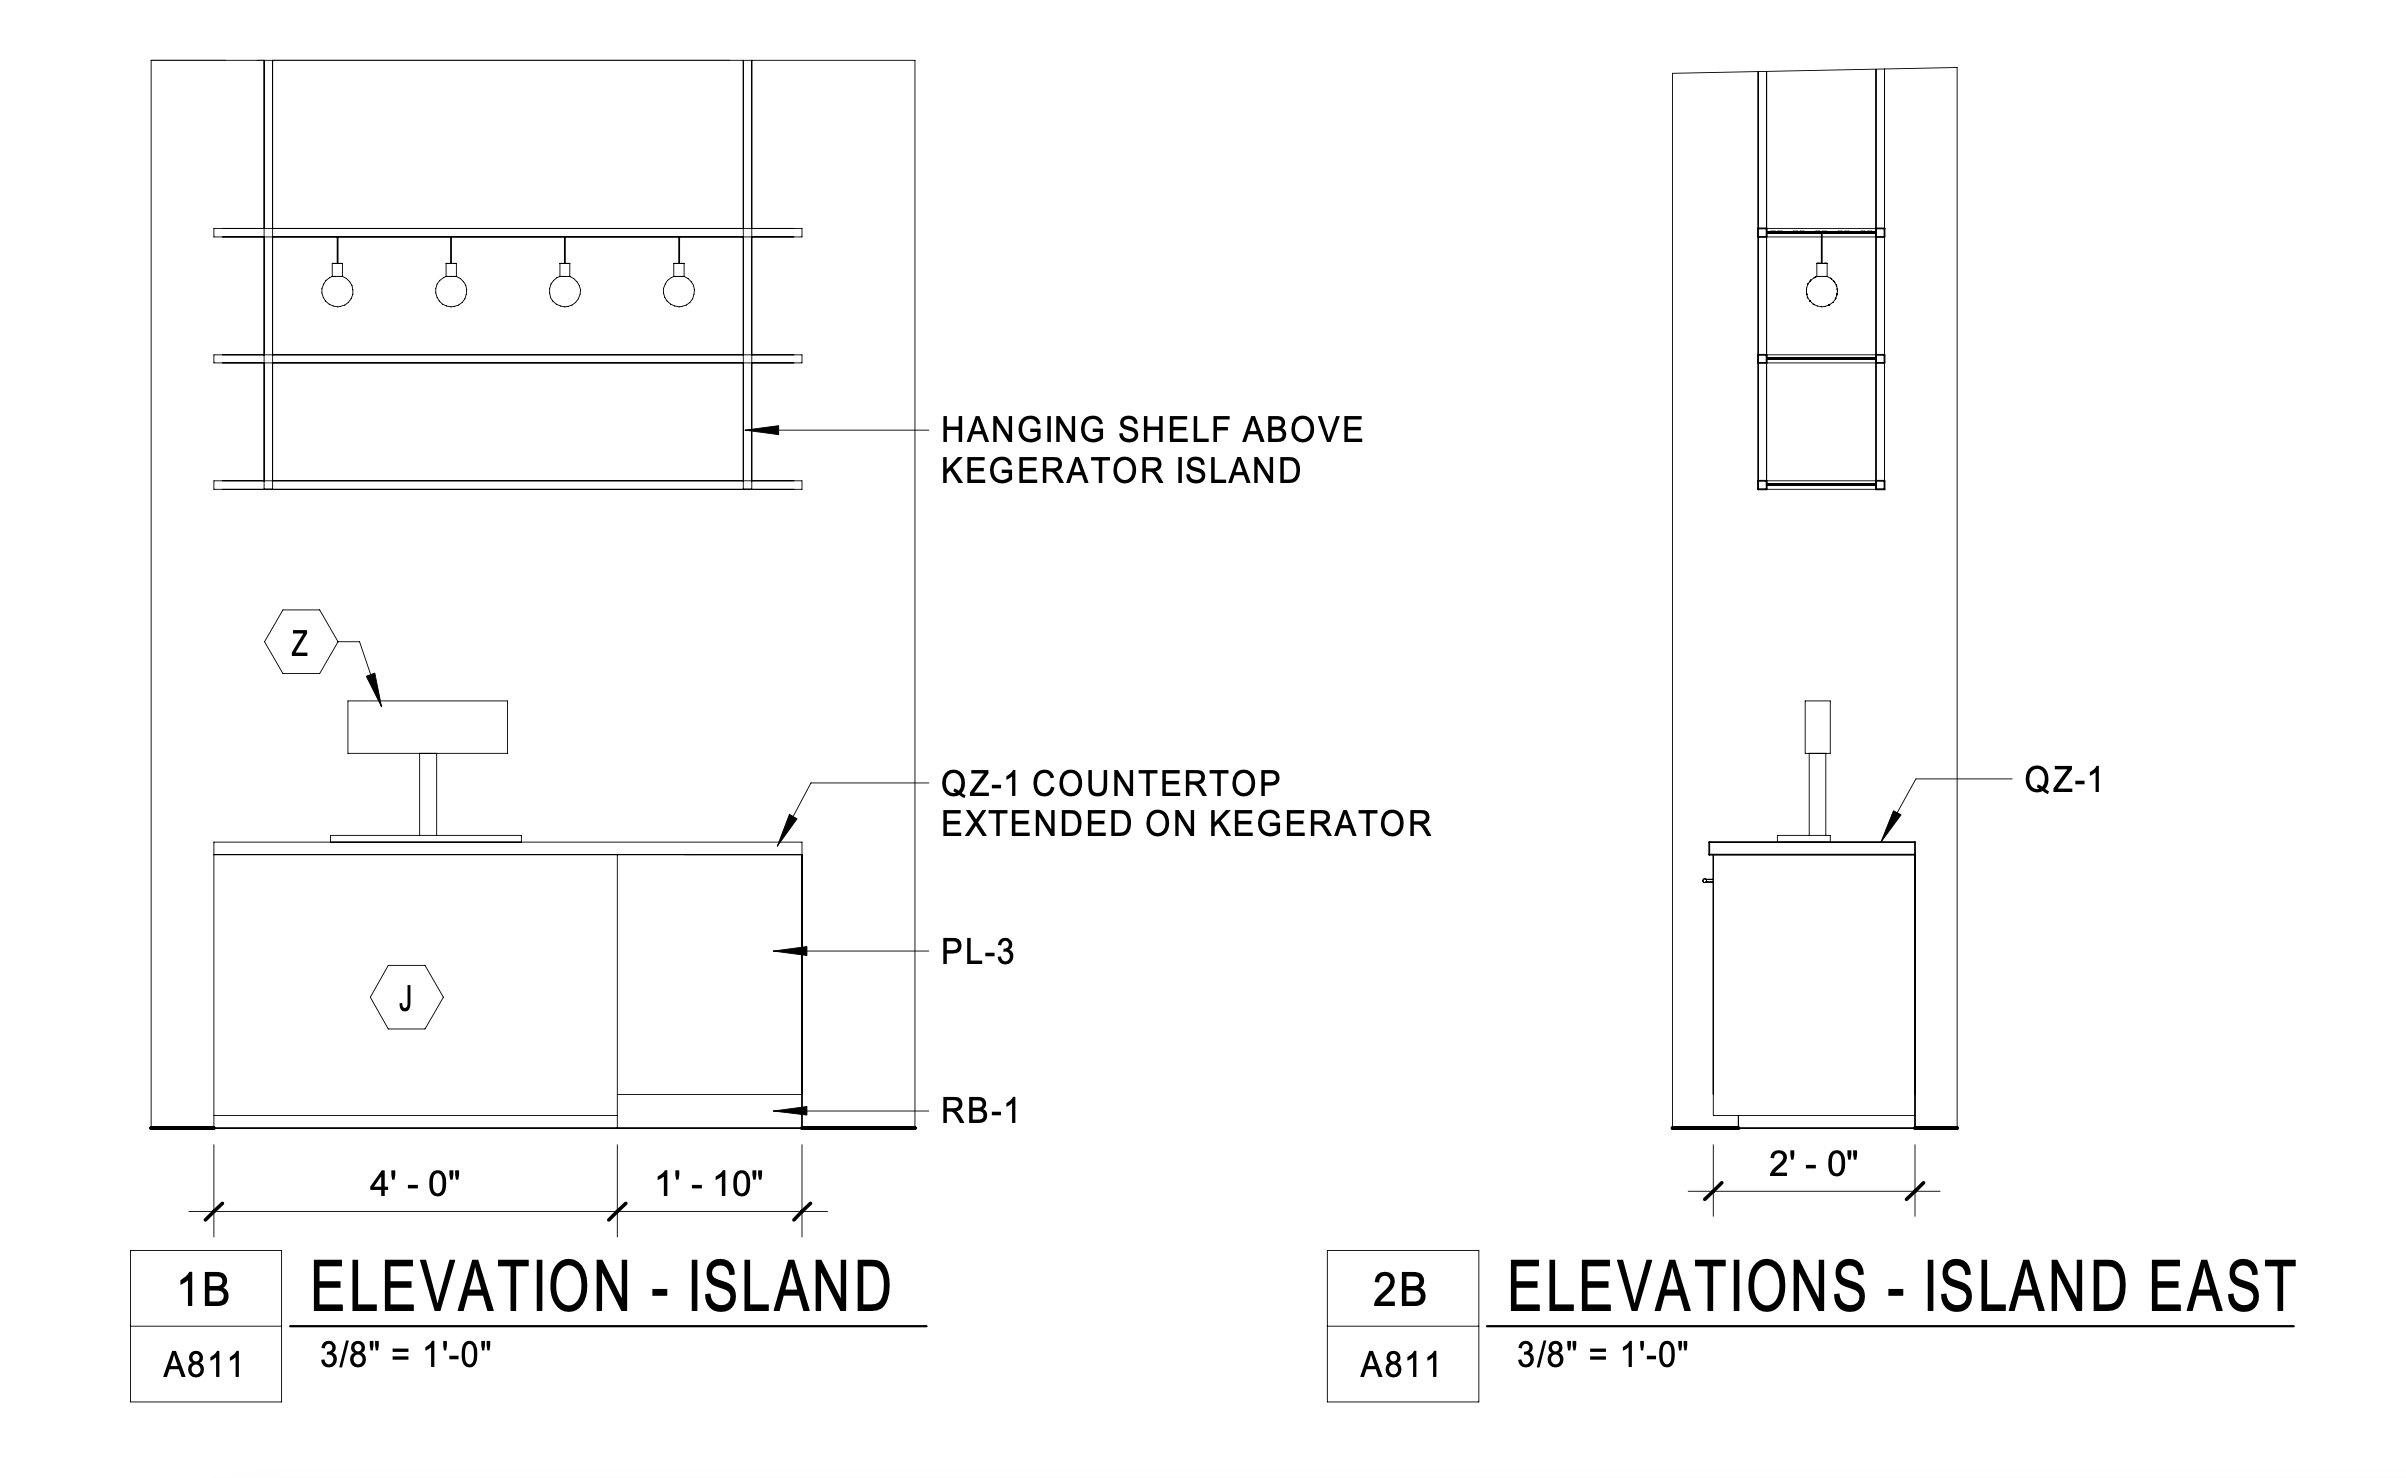 HANGING SHELF ABOVE
KEGERATOR ISLAND
Z
QZ-1 COUNTERTOP
EXTENDED ON KEGERATOR
PL-3
J
RB-1
4' - 0"
1' - 10"
1B
ELEVATION - ISLAND
A811
3/8" = 1'-0"
QZ-1
2' - 0"
2B
ELEVATIONS - ISLAND EAST
A811
3/8" = 1'-0"